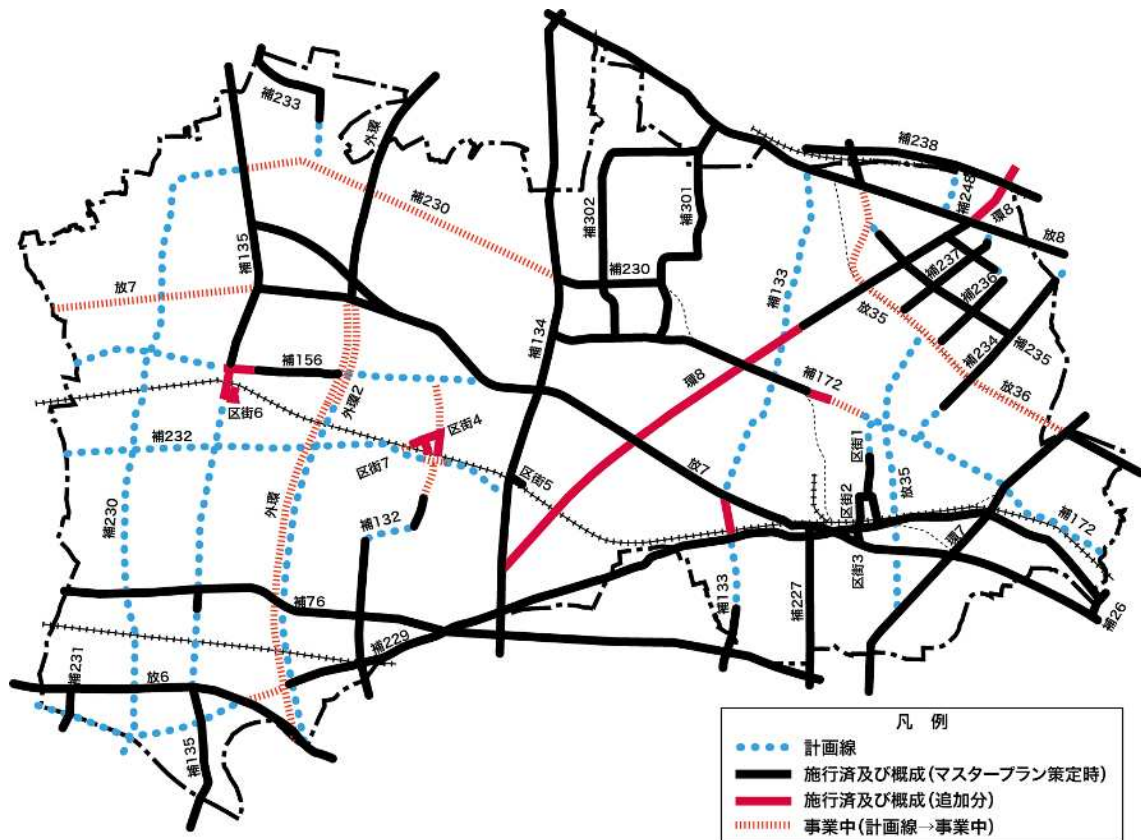 補233
外環
補238
補248
環8
放8
補230
補302
補301
補135
補230
補133
補237
補236
放35
補235
補234
放7
補134
環8
補172
放36
補156
外環2
区街6
区街4
補232
区街7
区街5
放7
区街1
区街2
放35
補230
外環
補132
補172
区街3
環7
補133
補227
補26
補76
補229
補231
放6
補135
凡 例
計画線
施行済及び概成(マスタープラン策定時)
施行済及び概成(追加分)
事業中(計画線→事業中)